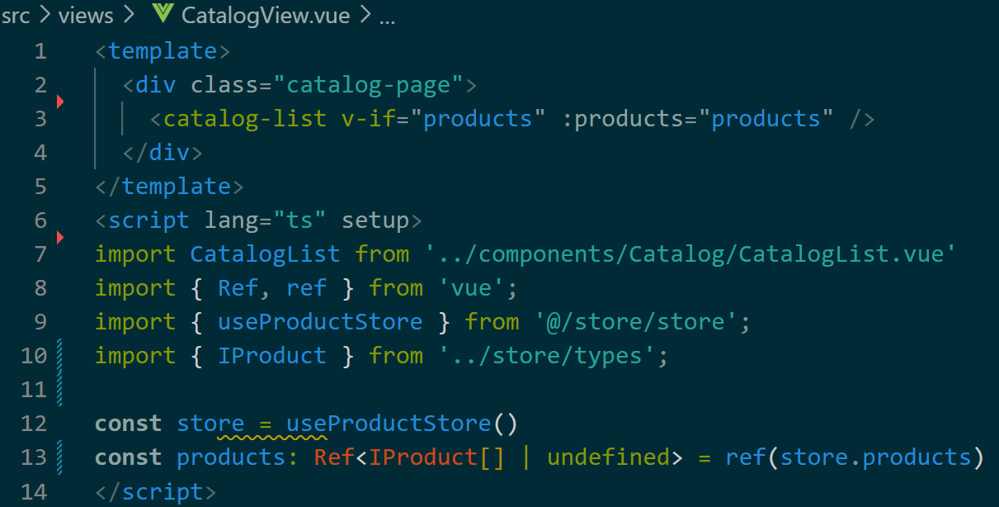 src > views > CatalogView.vue > ...
1 <template>
2 <div class="catalog-page">
3 <catalog-list v-if="products" :products="products" />
4 </div>
5 </template>
6 <script lang="ts" setup>
7 import CatalogList from '../components/Catalog/CatalogList.vue'
8 import { Ref, ref } from 'vue';
9 import { useProductStore } from '@/store/store';
10 import { IProduct } from '../store/types';
11
12 const store = useProductStore()
13 const products: Ref<IProduct[] | undefined> = ref(store.products)
14 </script>